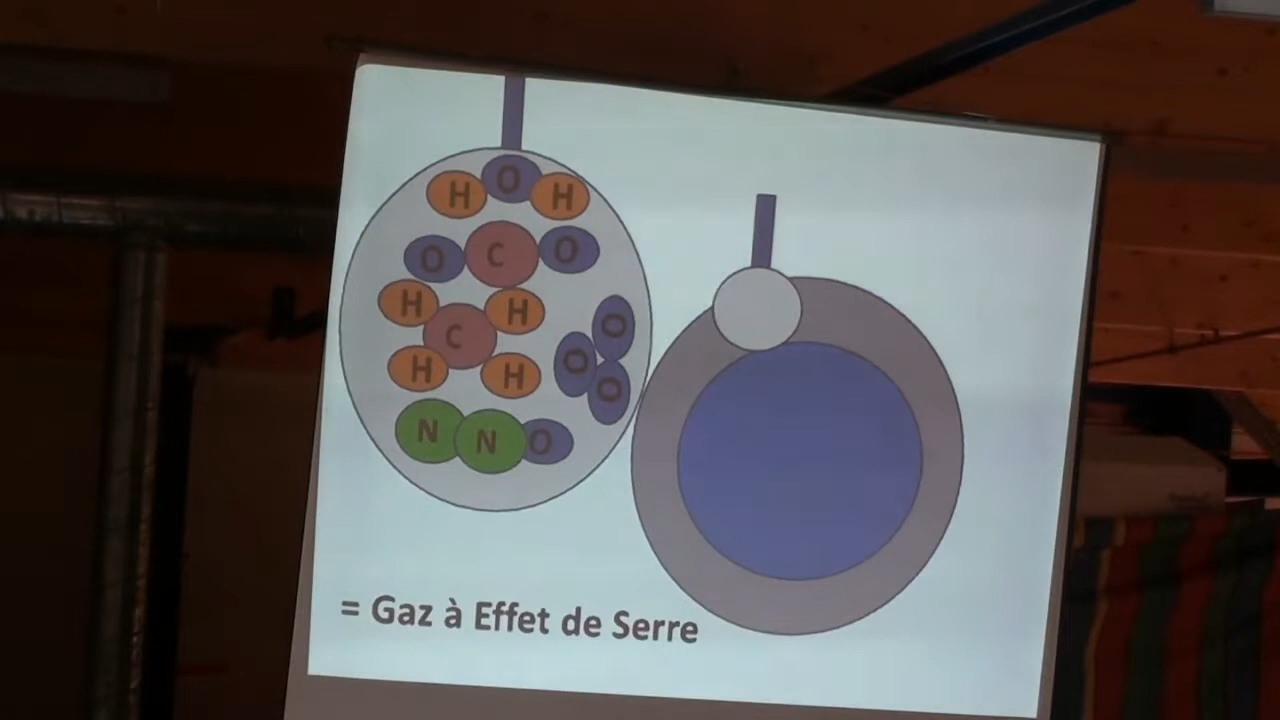 H O H
O C O
H H
C
H H
O
O
O
N N O
= Gaz à Effet de Serre